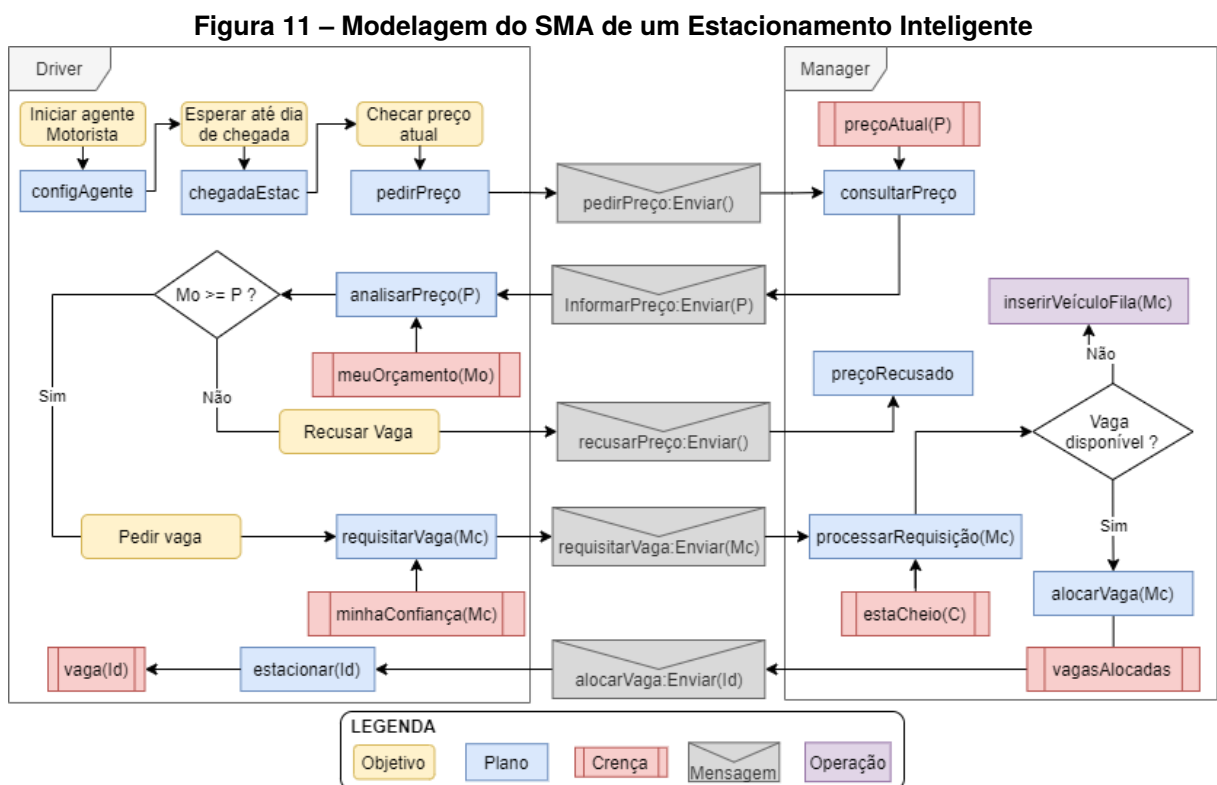 Figura 11 – Modelagem do SMA de um Estacionamento Inteligente
Driver
Manager
Iniciar agente
Motorista
Esperar até dia
de chegada
Checar preço
atual
preçoAtual(P)
configAgente
chegadaEstac
pedirPreço
pedirPreço:Enviar()
consultarPreço
Mo >= P ?
analisarPreço(P)
InformarPreço:Enviar(P)
inserirVeículoFila(Mc)
meuOrçamento(Mo)
preçoRecusado
Não
Sim
Não
Recusar Vaga
recusarPreço:Enviar()
Vaga
disponível ?
Pedir vaga
requisitarVaga(Mc)
requisitarVaga:Enviar(Mc)
processarRequisição(Mc)
Sim
minhaConfiança(Mc)
estaCheio(C)
alocarVaga(Mc)
vaga(Id)
estacionar(Id)
alocarVaga:Enviar(Id)
vagasAlocadas
LEGENDA
Objetivo
Plano
Crença
Mensagem
Operação